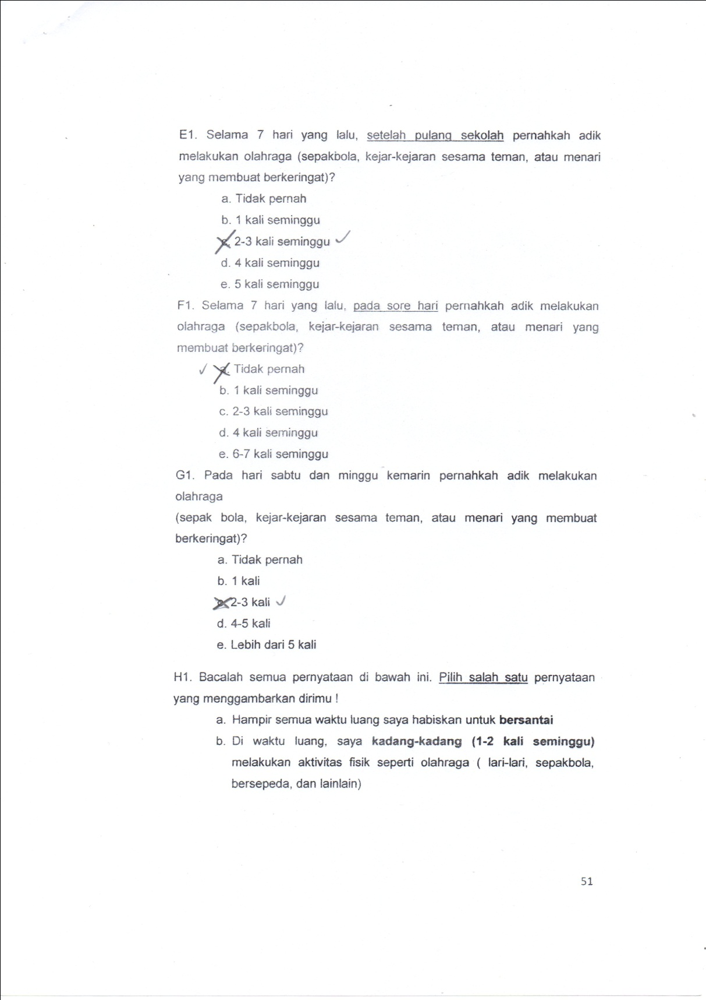 E1. Selama 7 hari yang lalu, setelah pulang sekolah pernahkah adik
melakukan olahraga (sepakbola, kejar-kejaran sesama teman, atau menari
yang membuat berkeringat)?
a. Tidak pernah
b. 1 kali seminggu
c. 2-3 kali seminggu ✓
d. 4 kali seminggu
e. 5 kali seminggu
F1. Selama 7 hari yang lalu, pada sore hari pernahkah adik melakukan
olahraga (sepakbola, kejar-kejaran sesama teman, atau menari yang
membuat berkeringat)?
✓ a. Tidak pernah
b. 1 kali seminggu
c. 2-3 kali seminggu
d. 4 kali seminggu
e. 6-7 kali seminggu
G1. Pada hari sabtu dan minggu kemarin pernahkah adik melakukan
olahraga
(sepak bola, kejar-kejaran sesama teman, atau menari yang membuat
berkeringat)?
a. Tidak pernah
b. 1 kali
c. 2-3 kali ✓
d. 4-5 kali
e. Lebih dari 5 kali
H1. Bacalah semua pernyataan di bawah ini. Pilih salah satu pernyataan
yang menggambarkan dirimu !
a. Hampir semua waktu luang saya habiskan untuk bersantai
b. Di waktu luang, saya kadang-kadang (1-2 kali seminggu)
melakukan aktivitas fisik seperti olahraga ( lari-lari, sepakbola,
bersepeda, dan lainlain)
51